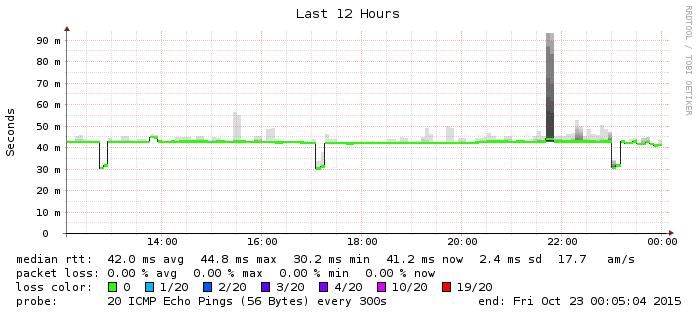 Last 12 Hours
RRDTOOL / TOBI OETIKER
Seconds
90 m
80 m
70 m
60 m
50 m
40 m
30 m
20 m
10 m
0
14:00 16:00 18:00 20:00 22:00 00:00
median rtt: 42.0 ms avg 44.8 ms max 30.2 ms min 41.2 ms now 2.4 ms sd 17.7 am/s
packet loss: 0.00 % avg 0.00 % max 0.00 % min 0.00 % now
loss color: 0 1/20 2/20 3/20 4/20 10/20 19/20
probe: 20 ICMP Echo Pings (56 Bytes) every 300s end: Fri Oct 23 00:05:04 2015